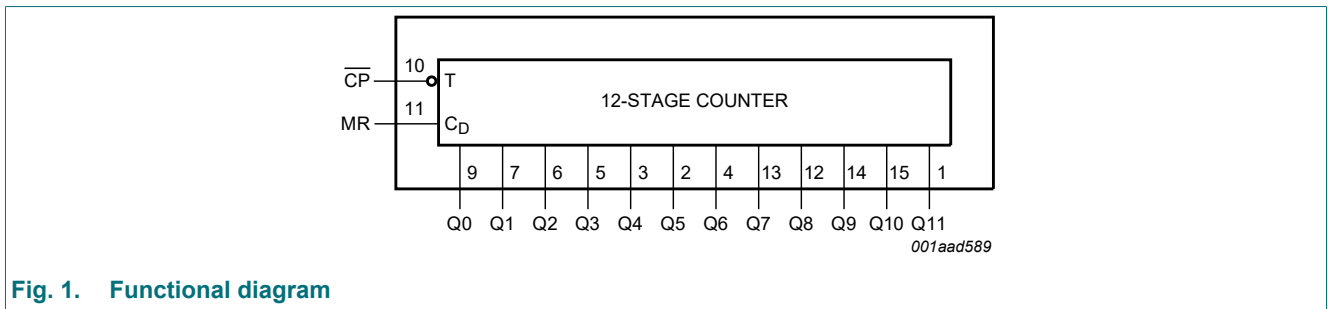 10
CP
T
12-STAGE COUNTER
11
MR
CD
9 7 6 5 3 2 4 13 12 14 15 1
Q0 Q1 Q2 Q3 Q4 Q5 Q6 Q7 Q8 Q9 Q10 Q11
001aad589
Fig. 1. Functional diagram